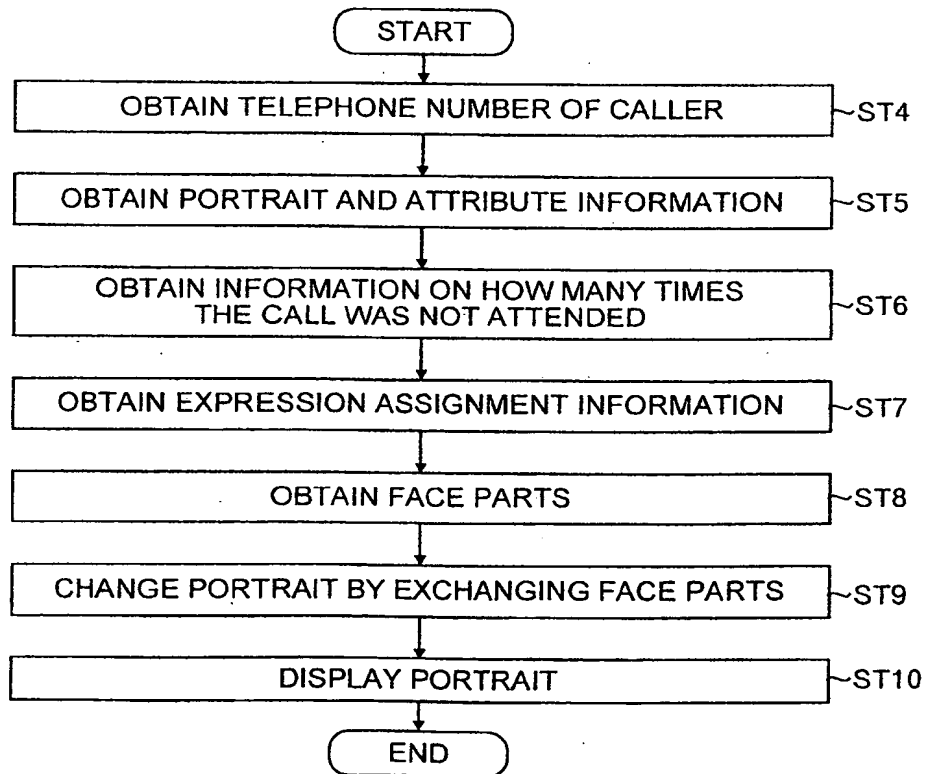 START
OBTAIN TELEPHONE NUMBER OF CALLER
ST4
OBTAIN PORTRAIT AND ATTRIBUTE INFORMATION
ST5
OBTAIN INFORMATION ON HOW MANY TIMES
THE CALL WAS NOT ATTENDED
ST6
OBTAIN EXPRESSION ASSIGNMENT INFORMATION
ST7
OBTAIN FACE PARTS
ST8
CHANGE PORTRAIT BY EXCHANGING FACE PARTS
ST9
DISPLAY PORTRAIT
ST10
END